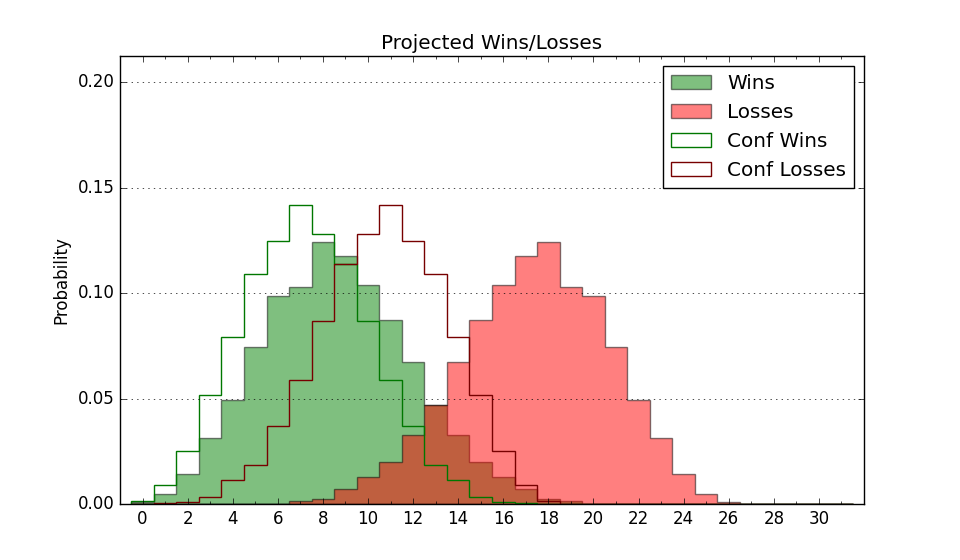 Projected Wins/Losses
Wins
Losses
Conf Wins
Conf Losses
Probability
0.20
0.15
0.10
0.05
0.00
0 2 4 6 8 10 12 14 16 18 20 22 24 26 28 30